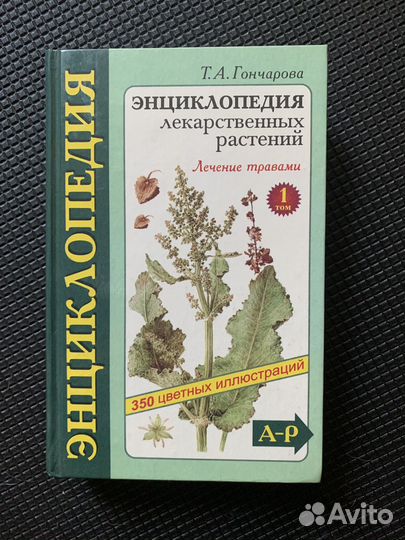 ЭНЦИКЛОПЕДИЯ
Т. А. Гончарова
ЭНЦИКЛОПЕДИЯ
лекарственных
растений
Лечение травами
1
ТОМ
350 цветных иллюстраций
А-Р
Avito